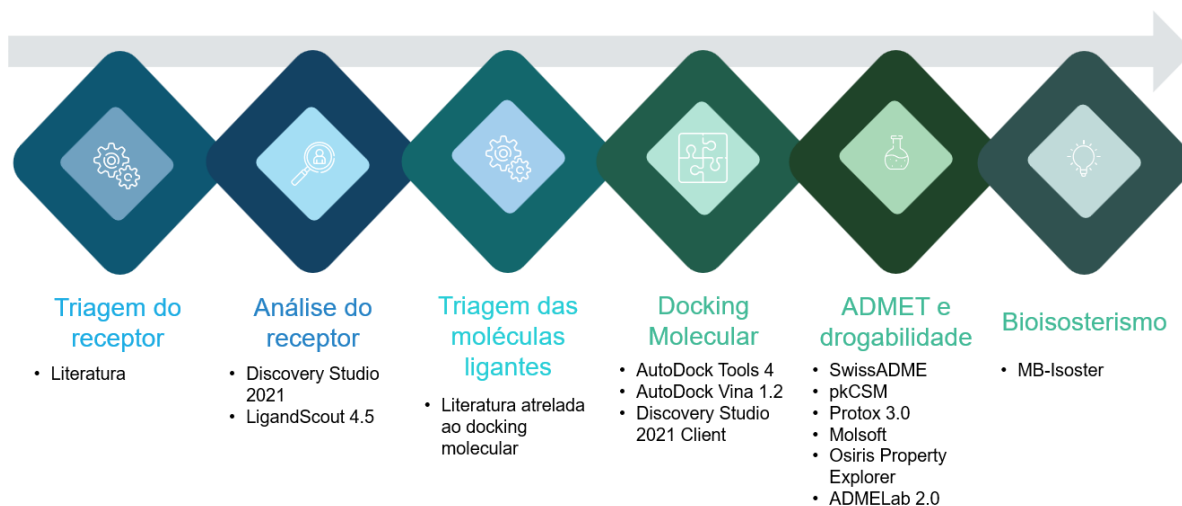 Triagem do
receptor
• Literatura
Análise do
receptor
• Discovery Studio
2021
• LigandScout 4.5
Triagem das
moléculas
ligantes
• Literatura atrelada
ao docking
molecular
Docking
Molecular
• AutoDock Tools 4
• AutoDock Vina 1.2
• Discovery Studio
2021 Client
ADMET e
drogabilidade
• SwissADME
• pkCSM
• Protox 3.0
• Molsoft
• Osiris Property
Explorer
• ADMELab 2.0
Bioisosterismo
• MB-Isoster